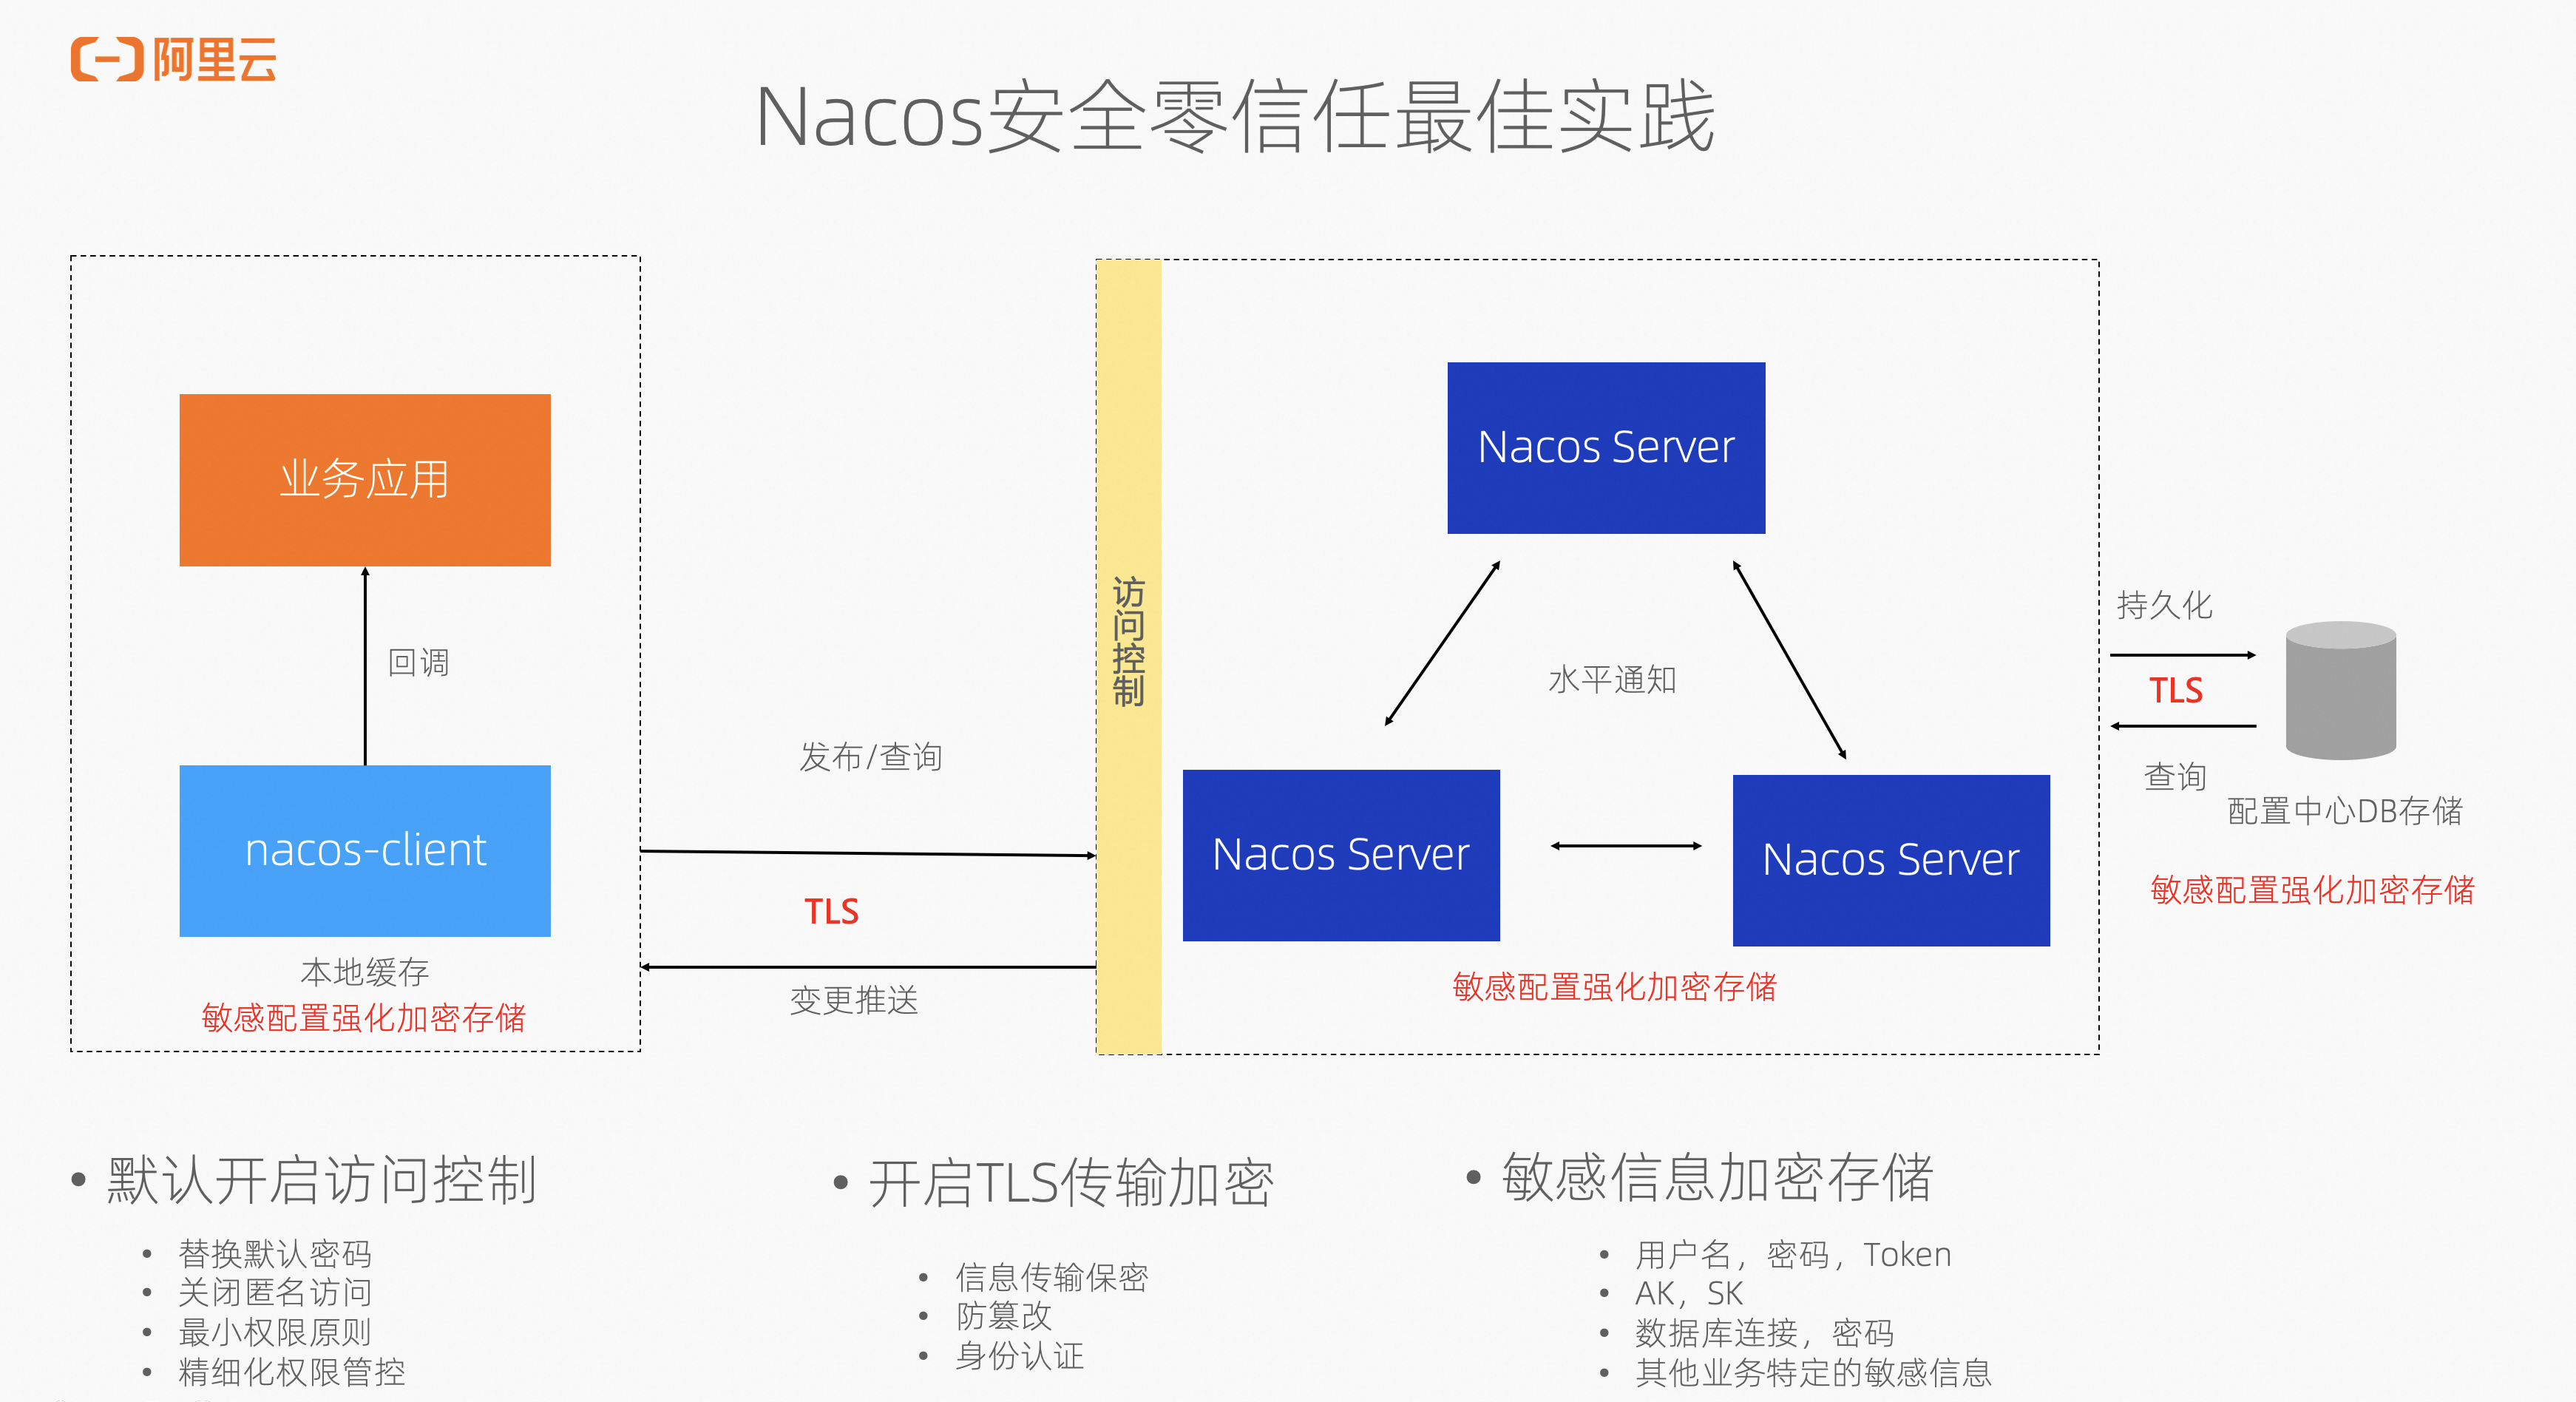 阿里云
Nacos安全零信任最佳实践
业务应用
回调
nacos-client
本地缓存
敏感配置强化加密存储
发布/查询
TLS
变更推送
访问控制
Nacos Server
水平通知
Nacos Server
Nacos Server
敏感配置强化加密存储
持久化
TLS
查询
配置中心DB存储
敏感配置强化加密存储
• 默认开启访问控制
• 替换默认密码
• 关闭匿名访问
• 最小权限原则
• 精细化权限管控
• 开启TLS传输加密
• 信息传输保密
• 防篡改
• 身份认证
• 敏感信息加密存储
• 用户名，密码，Token
• AK，SK
• 数据库连接，密码
• 其他业务特定的敏感信息